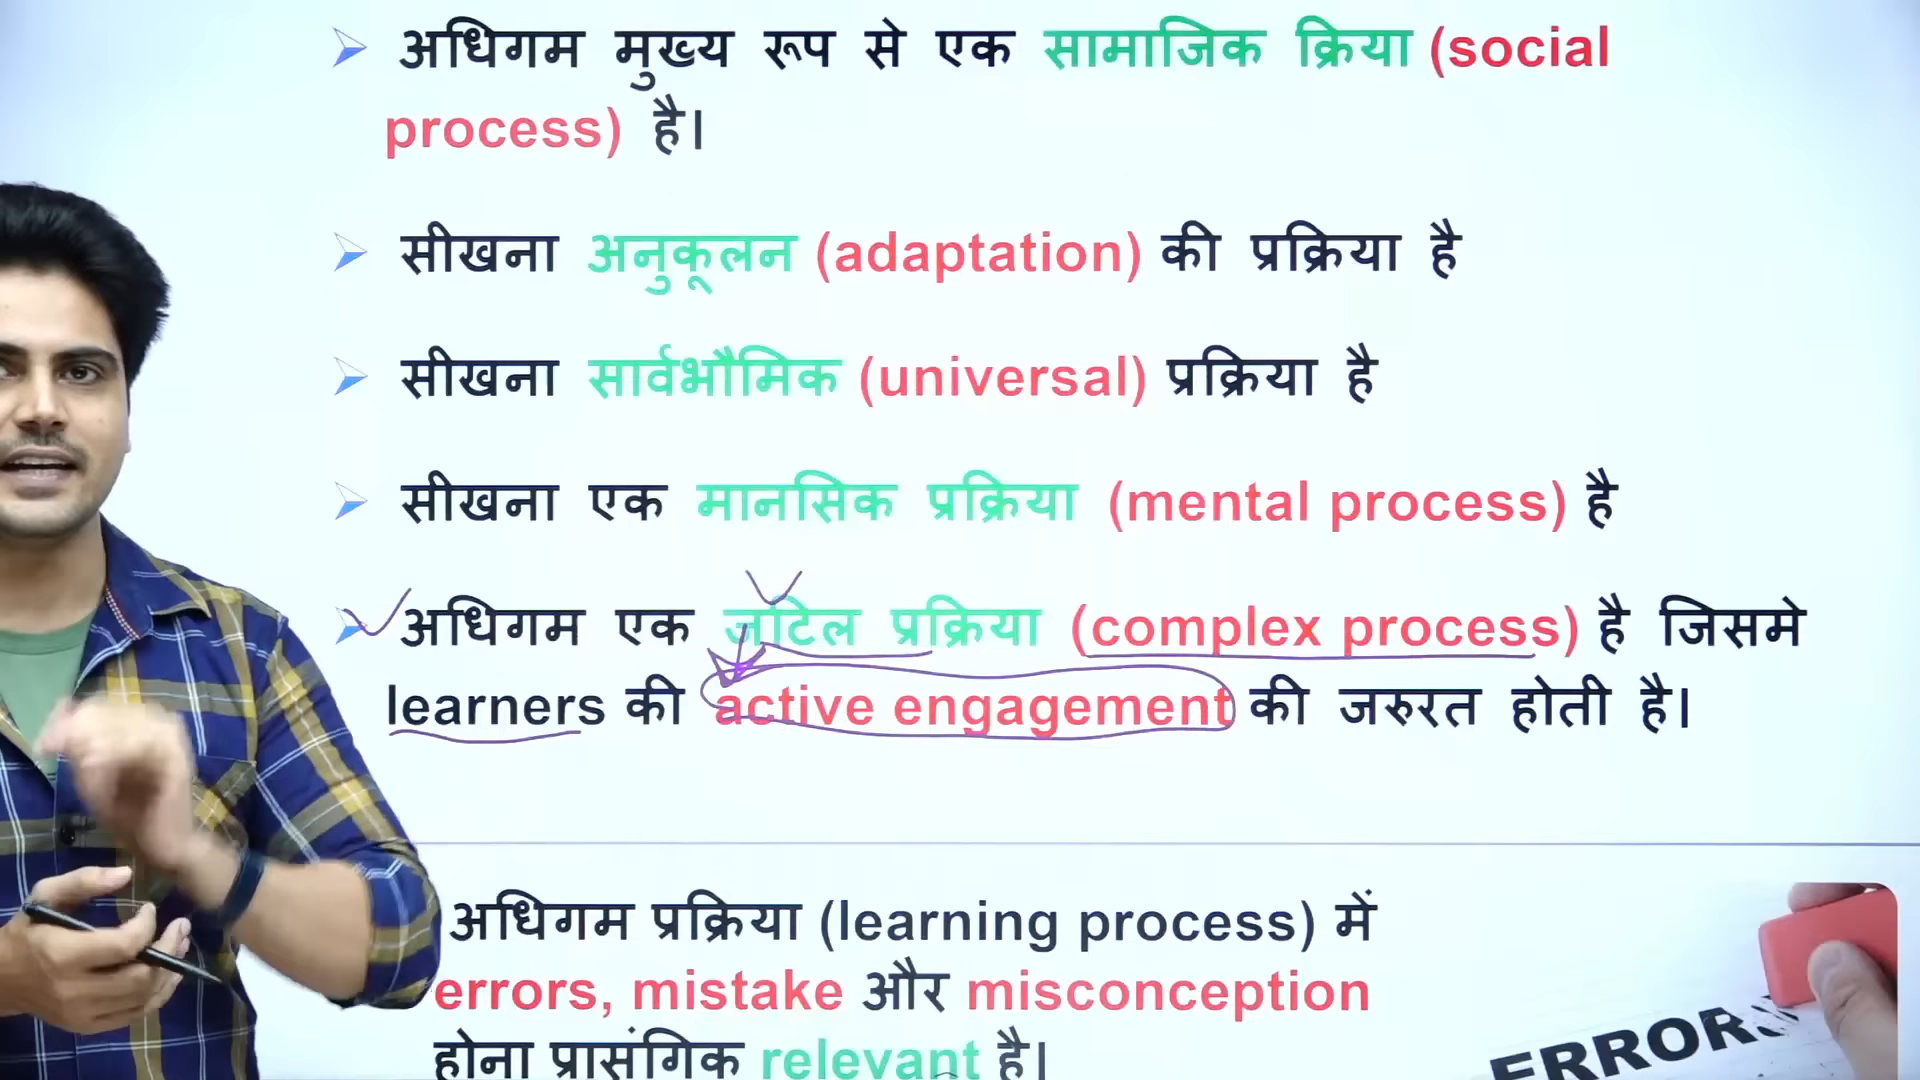 अधिगम मुख्य रूप से एक सामाजिक क्रिया (social
process) है।
सीखना अनुकूलन (adaptation) की प्रक्रिया है
सीखना सार्वभौमिक (universal) प्रक्रिया है
सीखना एक मानसिक प्रक्रिया (mental process) है
अधिगम एक जटिल प्रक्रिया (complex process) है जिसमे
learners की active engagement की जरुरत होती है।
अधिगम प्रक्रिया (learning process) में
errors, mistake और misconception
होना प्रासंगिक relevant है।
ERRORS